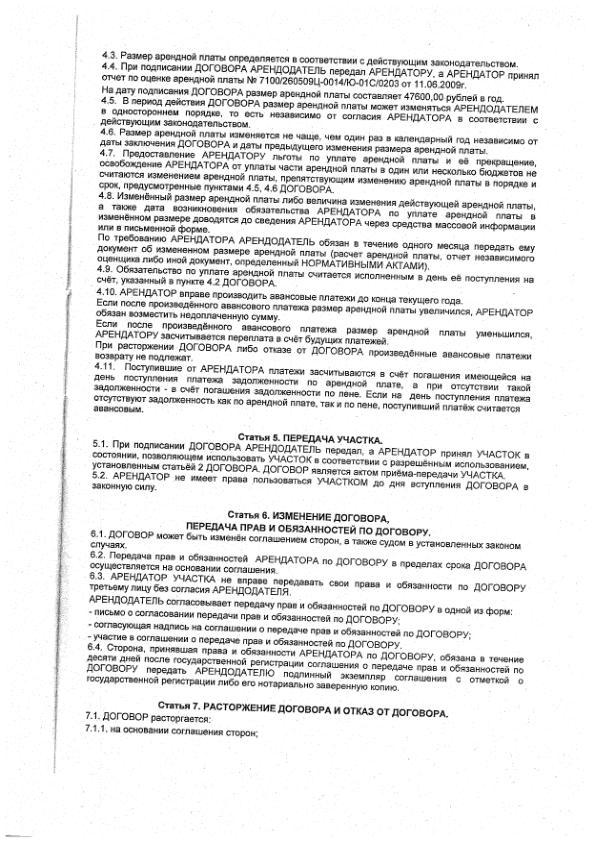 4.3. Размер арендной платы определяется в соответствии с действующим законодательством.
4.4. При подписании ДОГОВОРА АРЕНДОДАТЕЛЬ передал АРЕНДАТОРУ, а АРЕНДАТОР принял
отчет по оценке арендной платы № 7100/260509Ц-0014/Ю-01С/0203 от 11.06.2009г.
На дату подписания ДОГОВОРА размер арендной платы составляет 47600,00 рублей в год.
4.5. В период действия ДОГОВОРА размер арендной платы может изменяться АРЕНДОДАТЕЛЕМ
в одностороннем порядке, то есть независимо от согласия АРЕНДАТОРА в соответствии с
действующим законодательством.
4.6. Размер арендной платы изменяется не чаще, чем один раз в календарный год независимо от
даты заключения ДОГОВОРА и даты предыдущего изменения размера арендной платы.
4.7. Предоставление АРЕНДАТОРУ льготы по уплате арендной платы и её прекращение,
освобождение АРЕНДАТОРА от уплаты части арендной платы в один или несколько бюджетов не
считаются изменением арендной платы, препятствующим изменению арендной платы в порядке и
срок, предусмотренные пунктами 4.5, 4.6 ДОГОВОРА.
4.8. Изменённый размер арендной платы либо величина изменения действующей арендной платы,
а также дата возникновения обязательства АРЕНДАТОРА по уплате арендной платы в
изменённом размере доводятся до сведения АРЕНДАТОРА через средства массовой информации
или в письменной форме.
По требованию АРЕНДАТОРА АРЕНДОДАТЕЛЬ обязан в течение одного месяца передать ему
документ об измененном размере арендной платы (расчет арендной платы, отчет независимого
оценщика либо иной документ, определенный НОРМАТИВНЫМИ АКТАМИ).
4.9. Обязательство по уплате арендной платы считается исполненным в день её поступления на
счёт, указанный в пункте 4.2 ДОГОВОРА.
4.10. АРЕНДАТОР вправе производить авансовые платежи до конца текущего года.
Если после произведённого авансового платежа размер арендной платы увеличился, АРЕНДАТОР
обязан возместить недоплаченную сумму.
Если после произведённого авансового платежа размер арендной платы уменьшился,
АРЕНДАТОРУ засчитывается переплата в счёт будущих платежей.
При расторжении ДОГОВОРА либо отказе от ДОГОВОРА произведённые авансовые платежи
возврату не подлежат.
4.11. Поступившие от АРЕНДАТОРА платежи засчитываются в счёт погашения имеющейся на
день поступления платежа задолженности по арендной плате, а при отсутствии такой
задолженности - в счёт погашения задолженности по пене. Если на день поступления платежа
отсутствуют задолженность как по арендной плате, так и по пене, поступивший платёж считается
авансовым.
Статья 5. ПЕРЕДАЧА УЧАСТКА.
5.1. При подписании ДОГОВОРА АРЕНДОДАТЕЛЬ передал, а АРЕНДАТОР принял УЧАСТОК в
состоянии, позволяющем использовать УЧАСТОК в соответствии с разрешённым использованием,
установленным статьёй 2 ДОГОВОРА. ДОГОВОР является актом приёма-передачи УЧАСТКА.
5.2. АРЕНДАТОР не имеет права пользоваться УЧАСТКОМ до дня вступления ДОГОВОРА в
законную силу.
Статья 6. ИЗМЕНЕНИЕ ДОГОВОРА,
ПЕРЕДАЧА ПРАВ И ОБЯЗАННОСТЕЙ ПО ДОГОВОРУ.
6.1. ДОГОВОР может быть изменён соглашением сторон, а также судом в установленных законом
случаях.
6.2. Передача прав и обязанностей АРЕНДАТОРА по ДОГОВОРУ в пределах срока ДОГОВОРА
осуществляется на основании соглашения.
6.3. АРЕНДАТОР УЧАСТКА не вправе передавать свои права и обязанности по ДОГОВОРУ
третьему лицу без согласия АРЕНДОДАТЕЛЯ.
АРЕНДОДАТЕЛЬ согласовывает передачу прав и обязанностей по ДОГОВОРУ в одной из форм:
- письмо о согласовании передачи прав и обязанностей по ДОГОВОРУ;
- согласующая надпись на соглашении о передаче прав и обязанностей по ДОГОВОРУ;
- участие в соглашении о передаче прав и обязанностей по ДОГОВОРУ.
6.4. Сторона, принявшая права и обязанности АРЕНДАТОРА по ДОГОВОРУ, обязана в течение
десяти дней после государственной регистрации соглашения о передаче прав и обязанностей по
ДОГОВОРУ передать АРЕНДОДАТЕЛЮ подлинный экземпляр соглашения с отметкой о
государственной регистрации либо его нотариально заверенную копию.
Статья 7. РАСТОРЖЕНИЕ ДОГОВОРА И ОТКАЗ ОТ ДОГОВОРА.
7.1. ДОГОВОР расторгается:
7.1.1. на основании соглашения сторон;